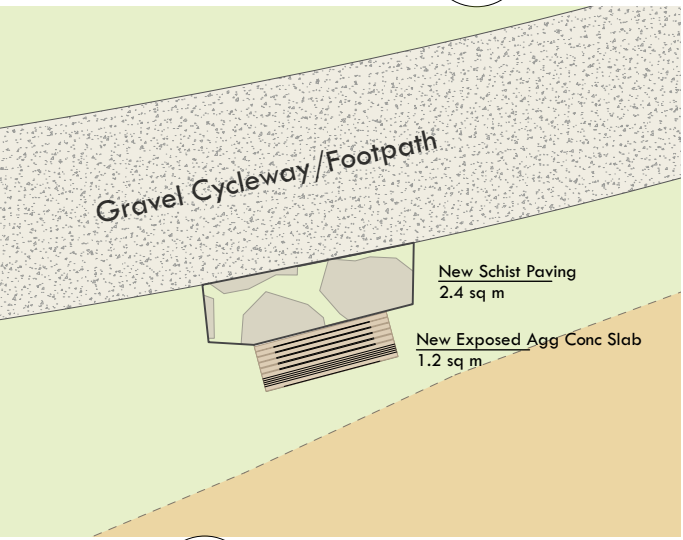 Gravel Cycleway/Footpath
New Schist Paving
2.4 sq m
New Exposed Agg Conc Slab
1.2 sq m